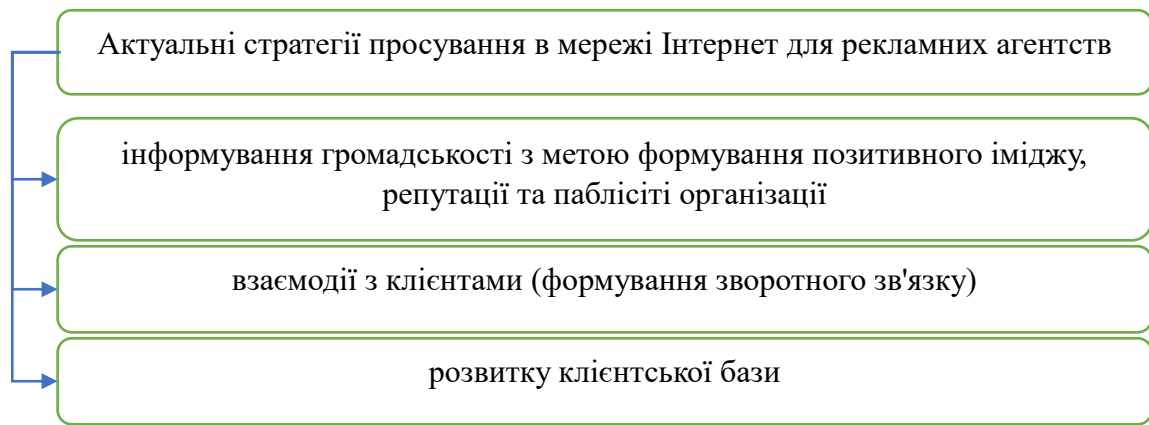 Актуальні стратегії просування в мережі Інтернет для рекламних агентств
інформування громадськості з метою формування позитивного іміджу,
репутації та паблісіті організації
взаємодії з клієнтами (формування зворотного зв'язку)
розвитку клієнтської бази